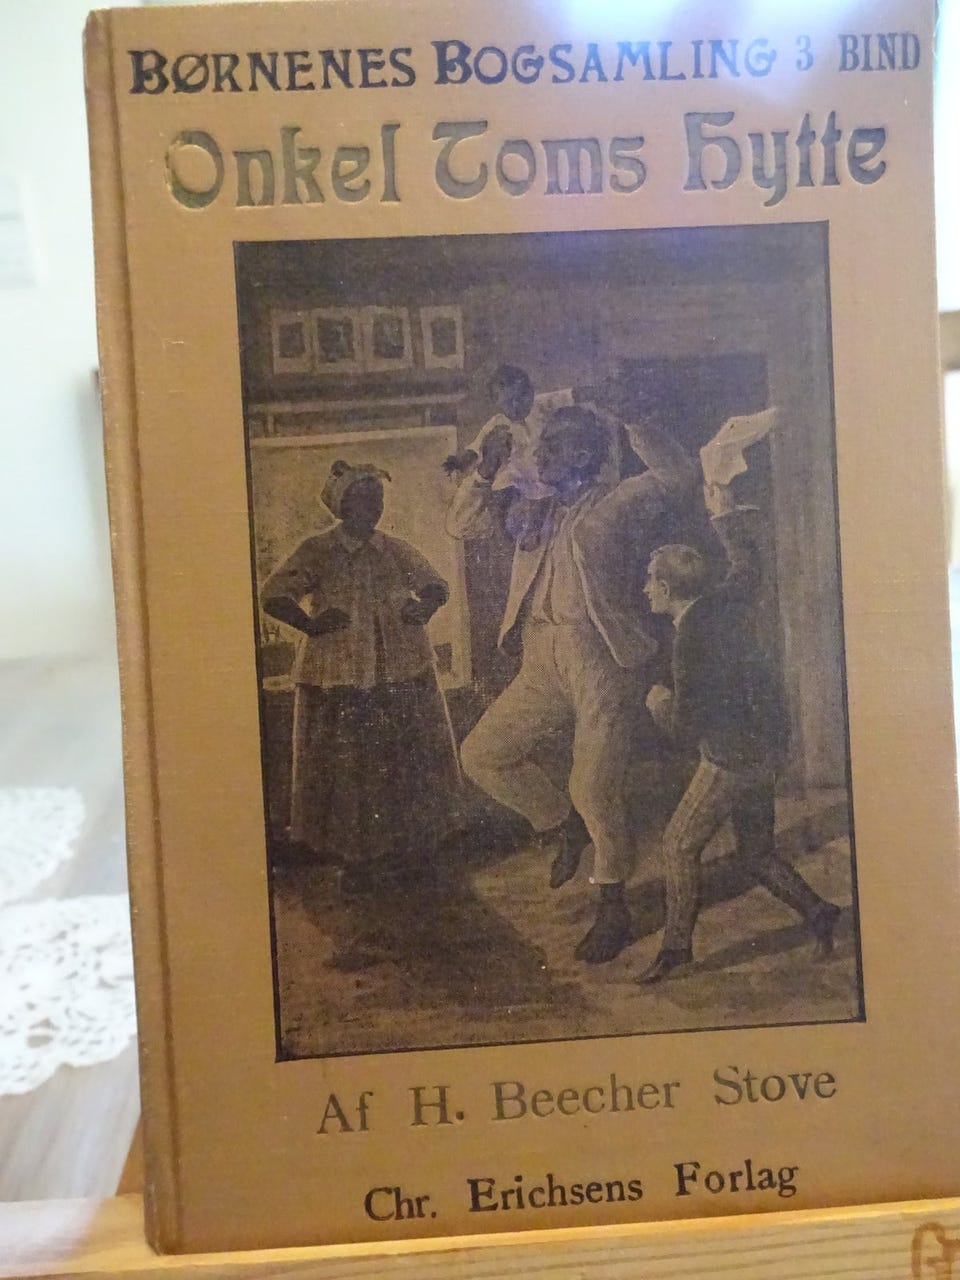 BØRNENES BOGSAMLING 3 BIND
Onkel Toms Hytte
Af H. Beecher Stove
Chr. Erichsens Forlag